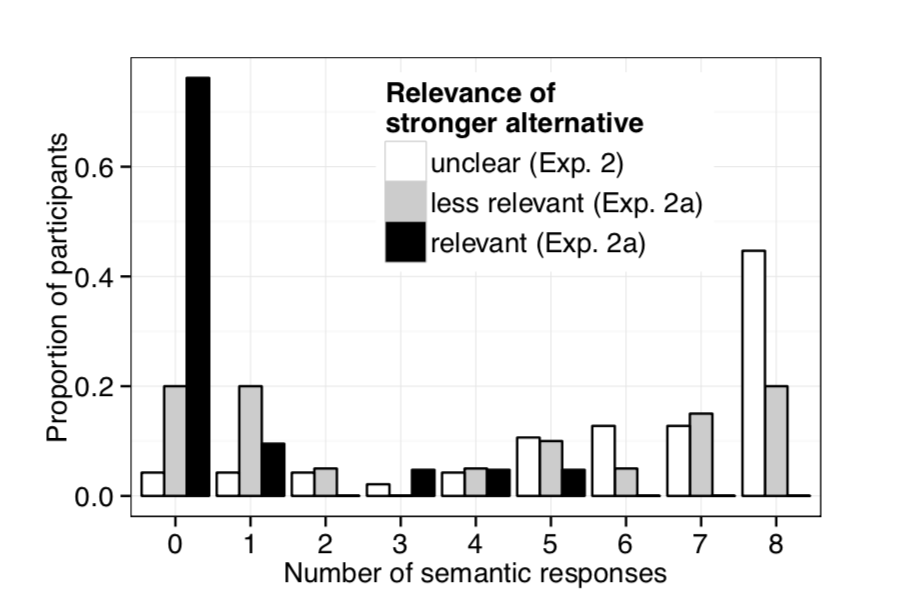 Relevance of
stronger alternative
unclear (Exp. 2)
less relevant (Exp. 2a)
relevant (Exp. 2a)
Proportion of participants
0.6
0.4
0.2
0.0
0 1 2 3 4 5 6 7 8
Number of semantic responses